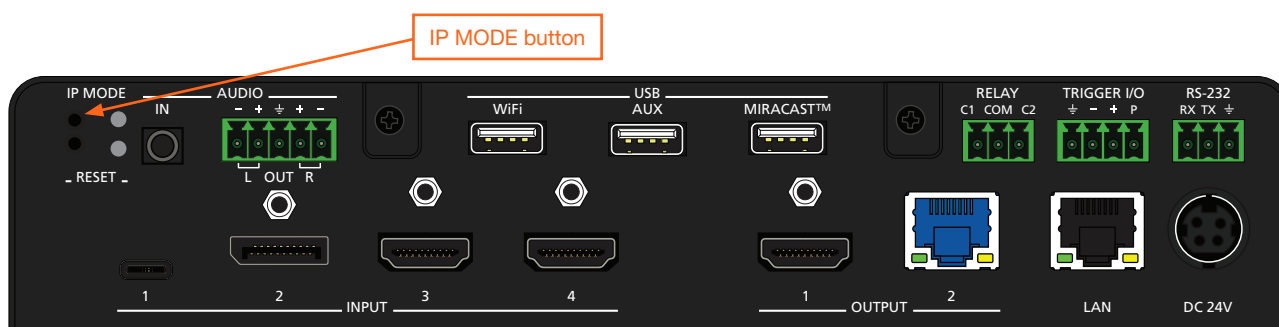 IP MODE button
IP MODE
AUDIO
USB
RELAY
TRIGGER I/O
RS-232
IN
- + ⏚ + -
WiFi
AUX
MIRACAST™
C1 COM C2
⏚ - + P
RX TX ⏚
RESET
L OUT R
1
2
3
4
1
2
INPUT
OUTPUT
LAN
DC 24V